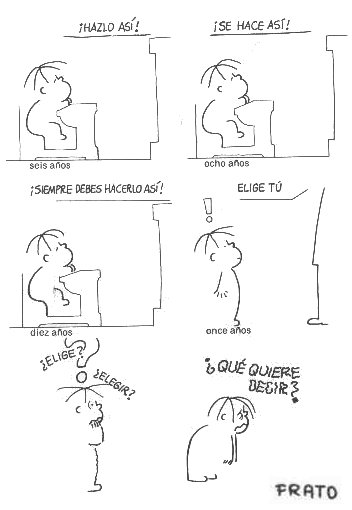 ¡HAZLO ASÍ!
seis años
¡SE HACE ASÍ!
ocho años
¡SIEMPRE DEBES HACERLO ASÍ!
diez años
ELIGE TÚ
!
once años
¿ELIGE?
?
¿ELEGIR?
¿QUÉ QUIERE
DECIR?
FRATO